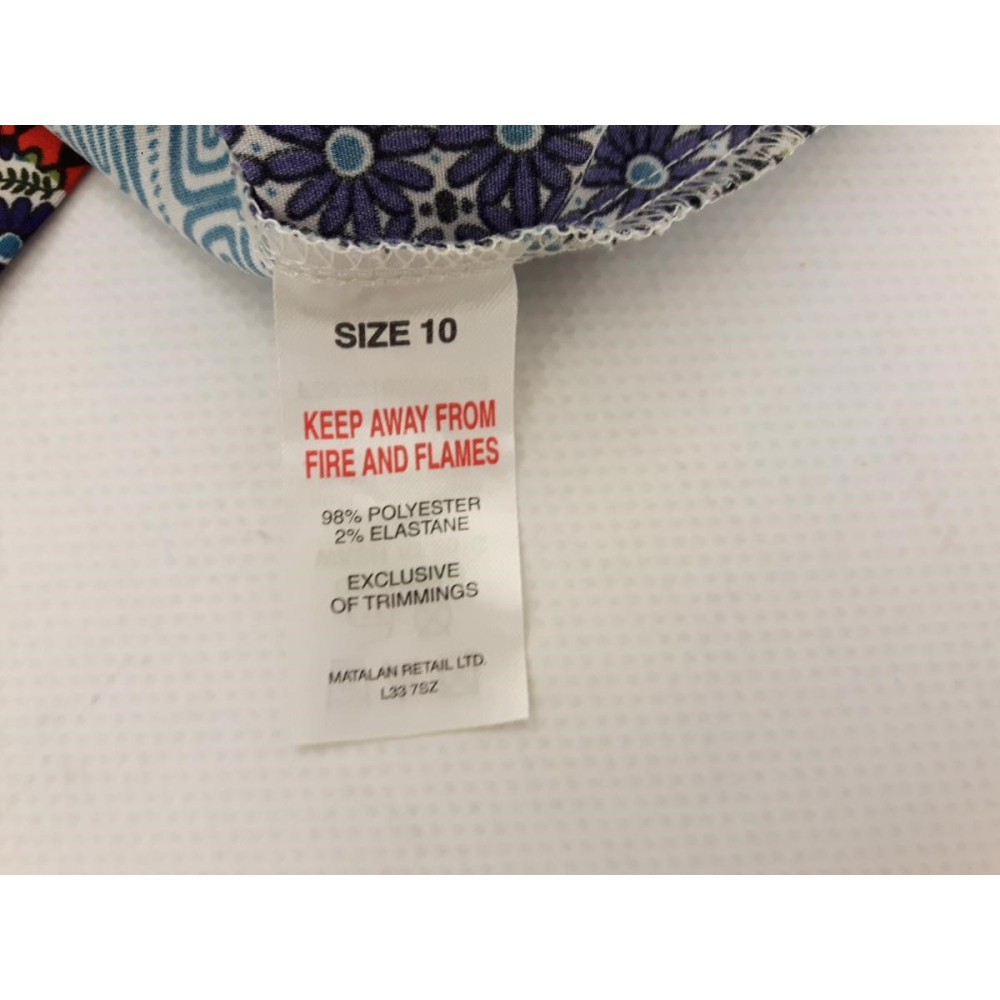 SIZE 10
KEEP AWAY FROM
FIRE AND FLAMES
98% POLYESTER
2% ELASTANE
EXCLUSIVE
OF TRIMMINGS
MATALAN RETAIL LTD.
L33 7SZ